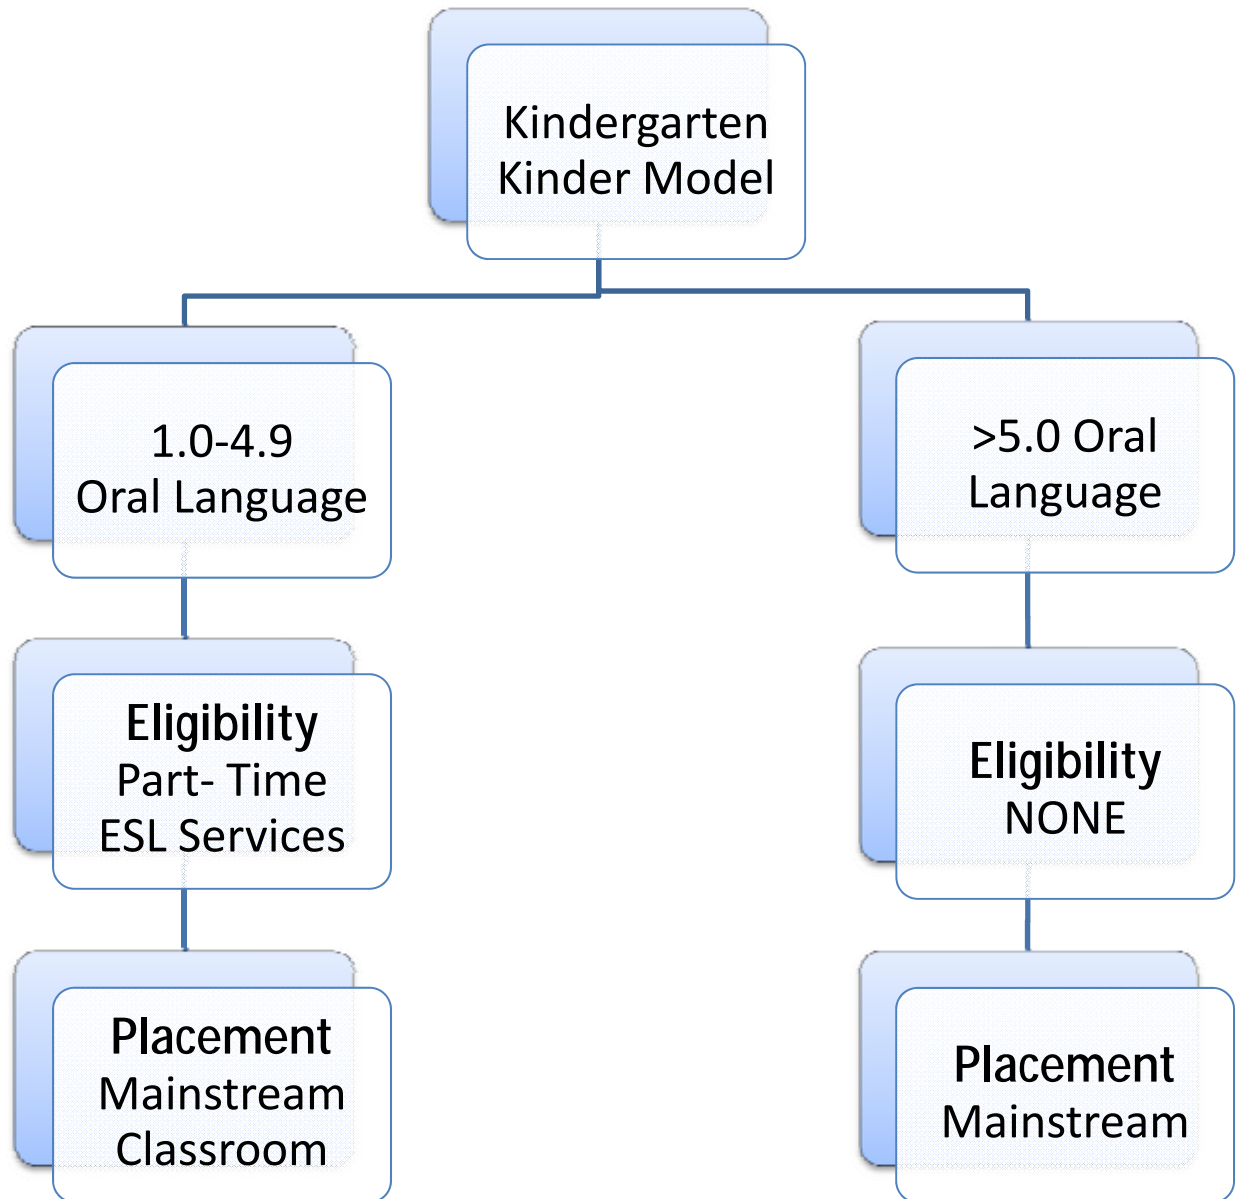 Kindergarten
Kinder Model
1.0-4.9
Oral Language
>5.0 Oral
Language
Eligibility
Part- Time
ESL Services
Eligibility
NONE
Placement
Mainstream
Classroom
Placement
Mainstream